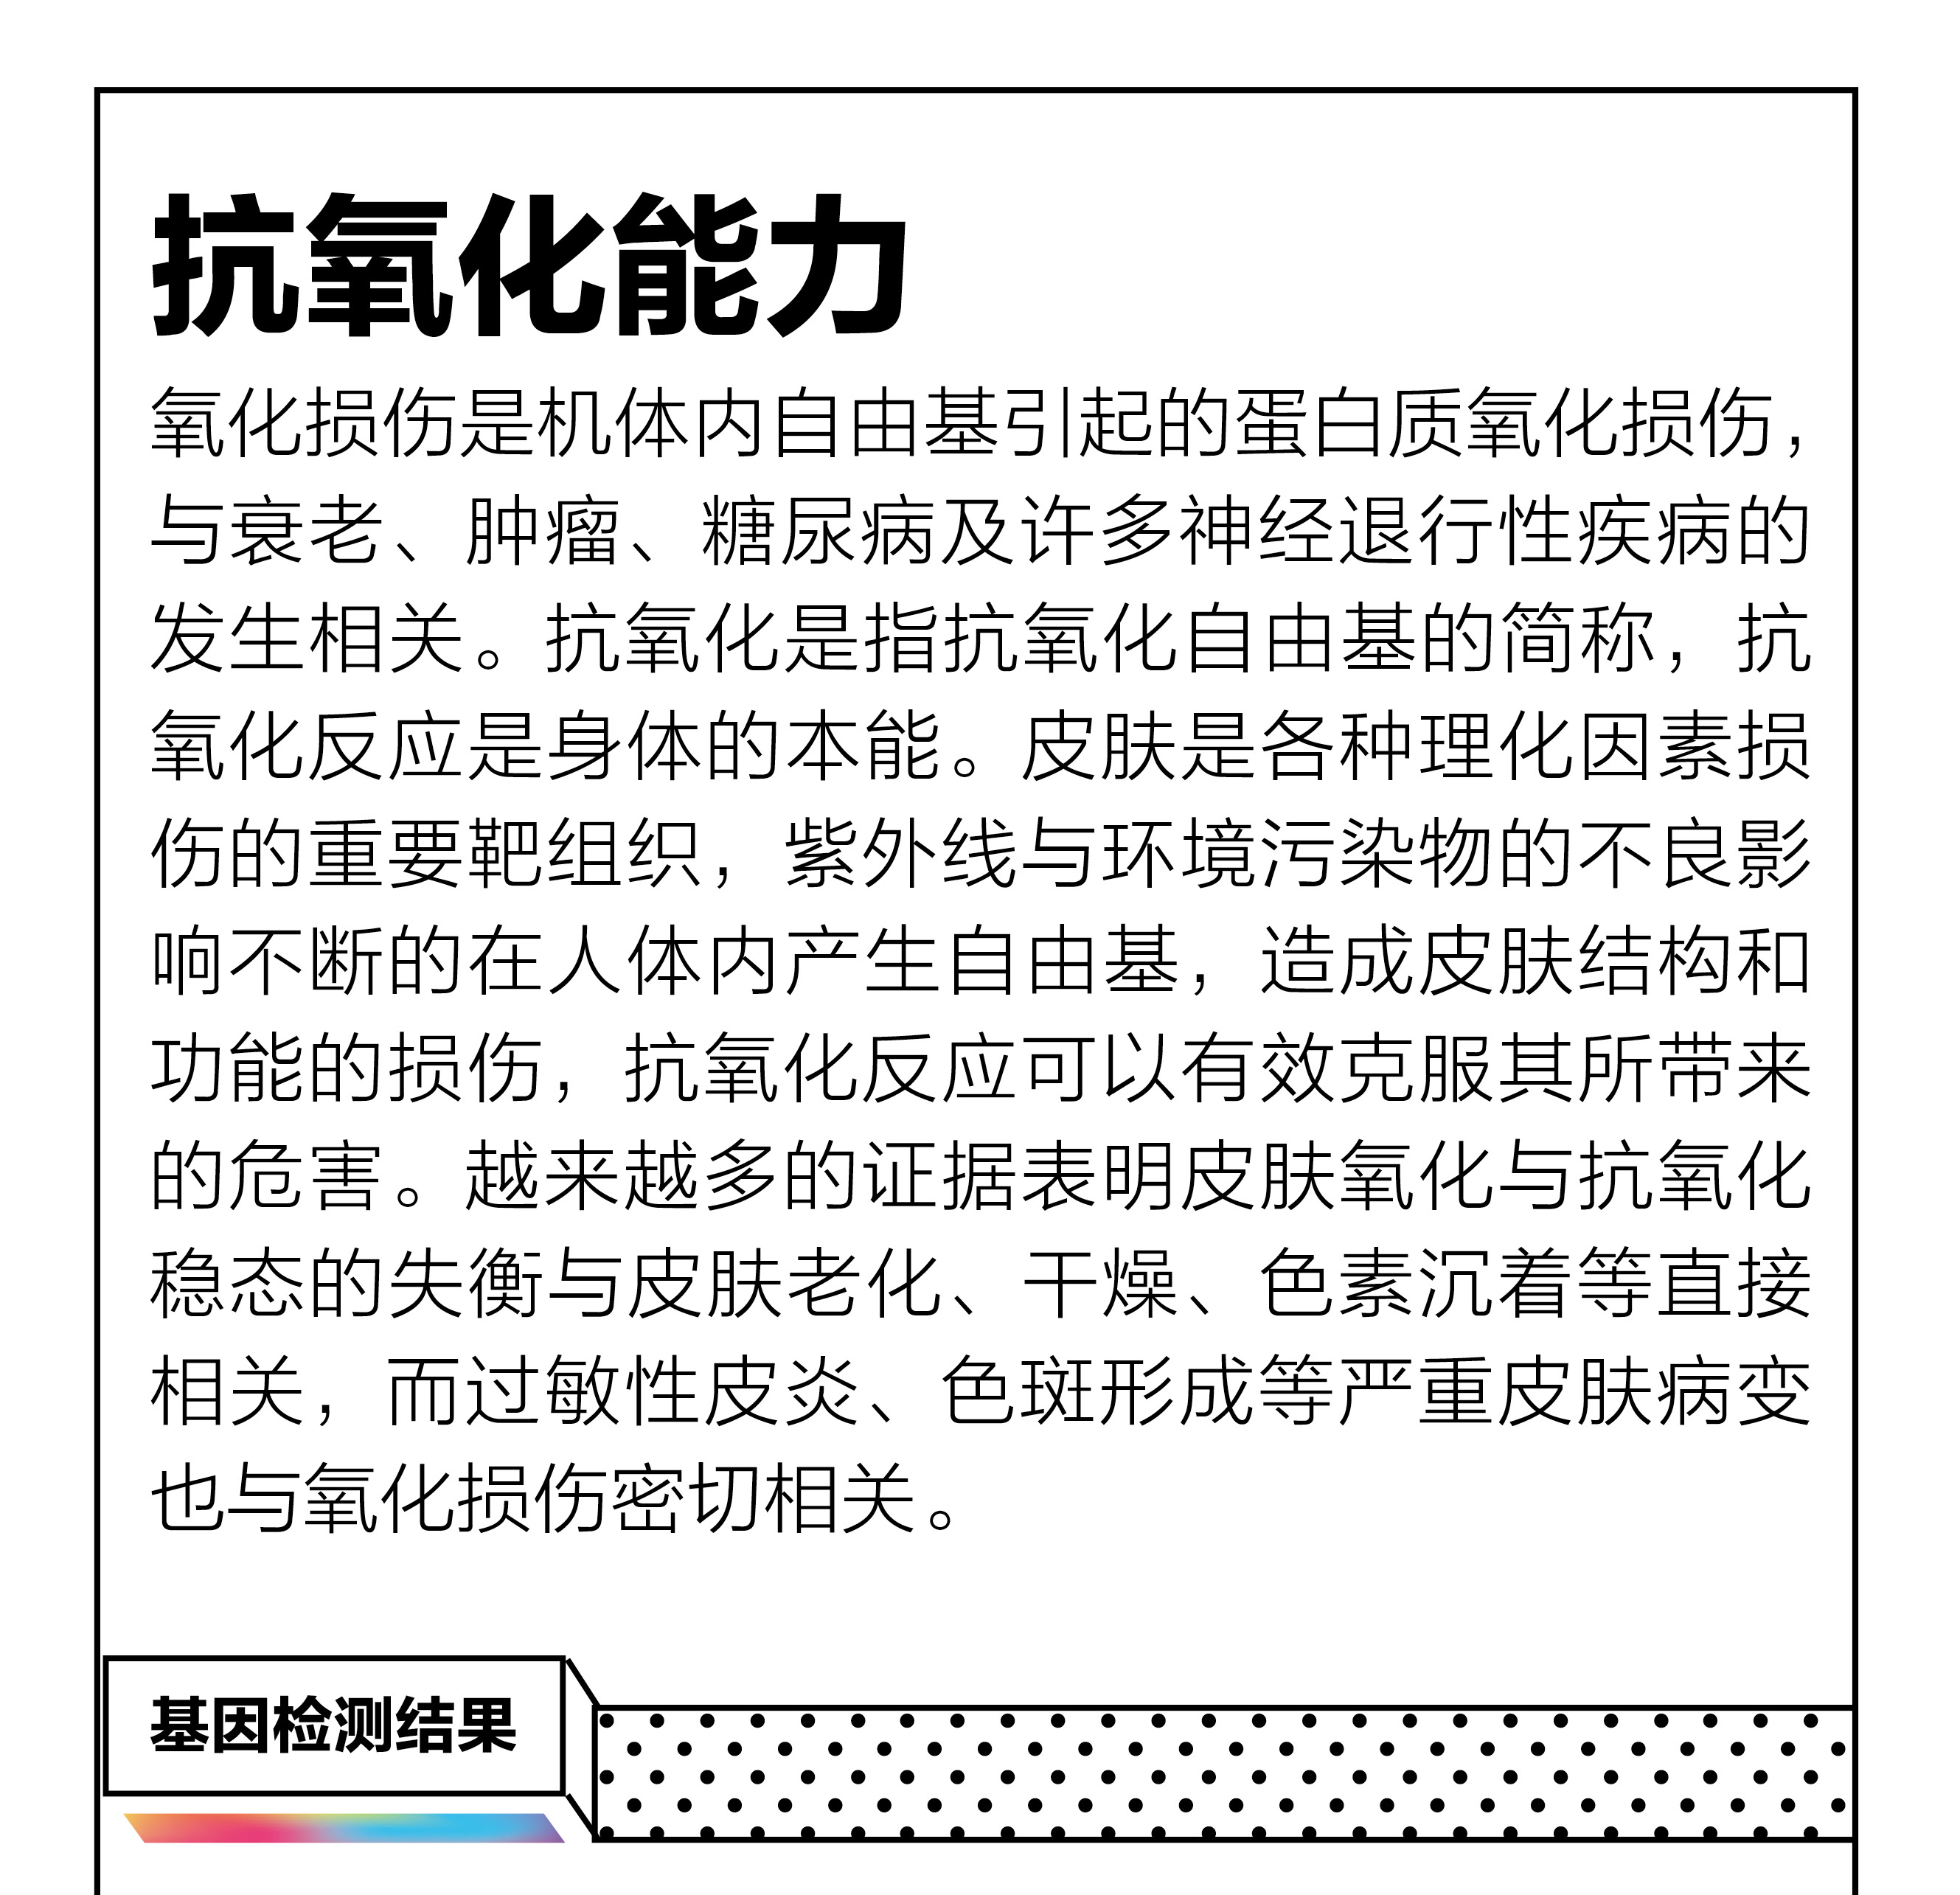 抗氧化能力
氧化损伤是机体内自由基引起的蛋白质氧化损伤，
与衰老、肿瘤、糖尿病及许多神经退行性疾病的
发生相关。抗氧化是指抗氧化自由基的简称，抗
氧化反应是身体的本能。皮肤是各种理化因素损
伤的重要靶组织，紫外线与环境污染物的不良影
响不断的在人体内产生自由基，造成皮肤结构和
功能的损伤，抗氧化反应可以有效克服其所带来
的危害。越来越多的证据表明皮肤氧化与抗氧化
稳态的失衡与皮肤老化、干燥、色素沉着等直接
相关，而过敏性皮炎、色斑形成等严重皮肤病变
也与氧化损伤密切相关。
基因检测结果